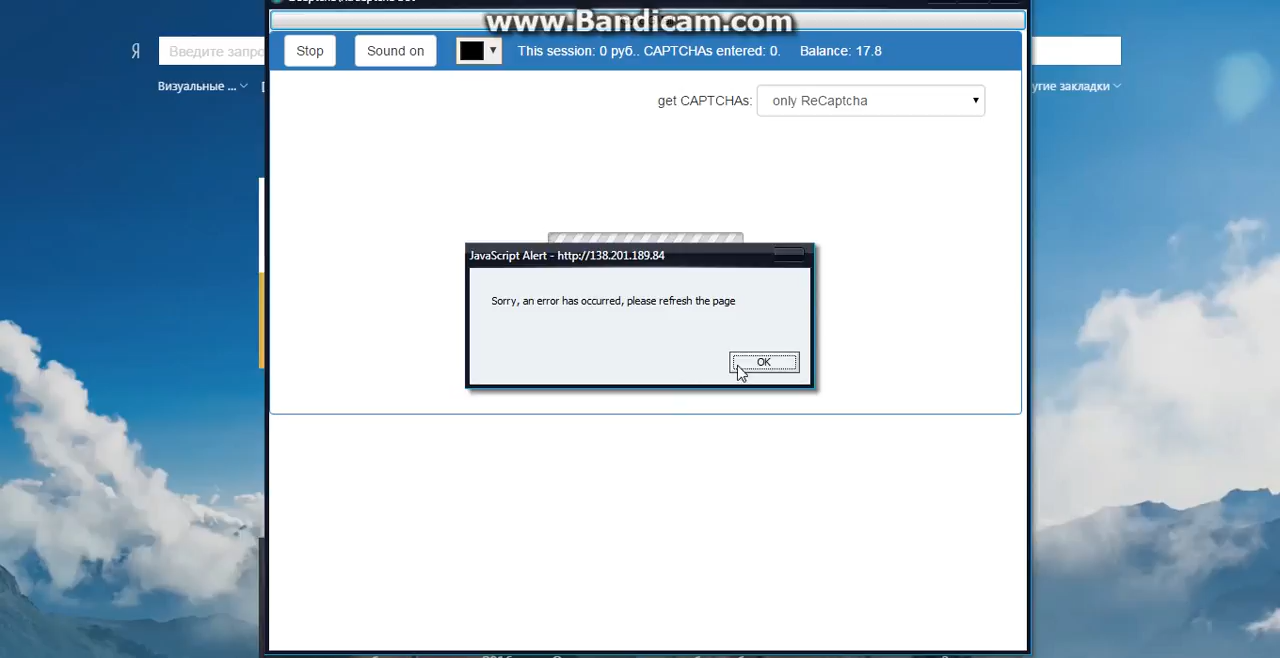 www.Bandicam.com
Я
Введите запро
Stop
Sound on
This session: 0 руб.. CAPTCHAs entered: 0.
Balance: 17.8
Визуальные ...
угие закладки
get CAPTCHAs:
only ReCaptcha
JavaScript Alert - http://138.201.189.84
Sorry, an error has occurred, please refresh the page
OK